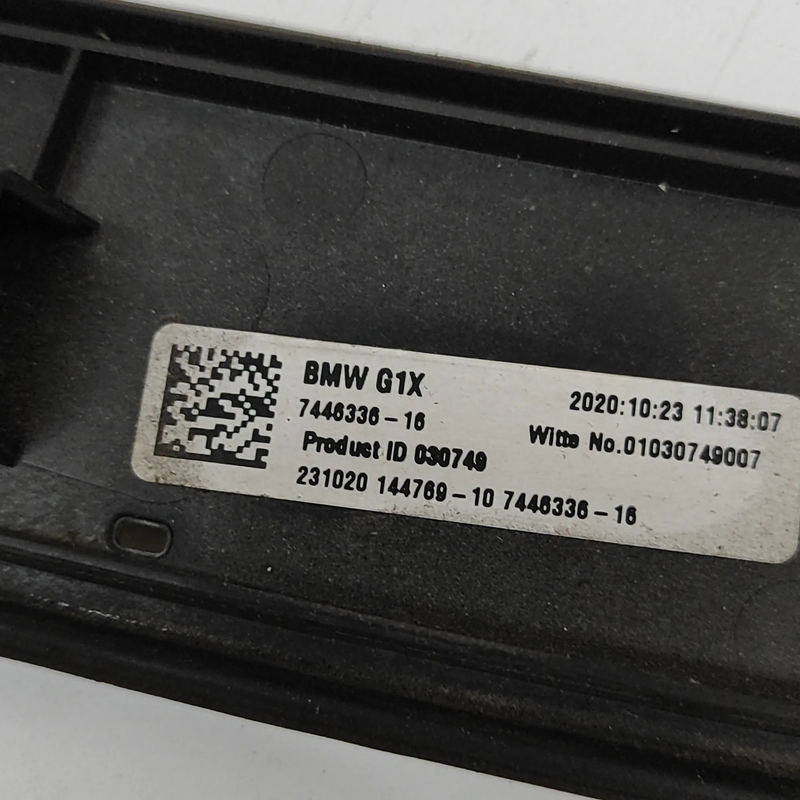 BMW G1X
2020:10:23 11:38:07
7446336-16
Witte No.01030749007
Product ID 030749
231020 144769-10 7446336-16